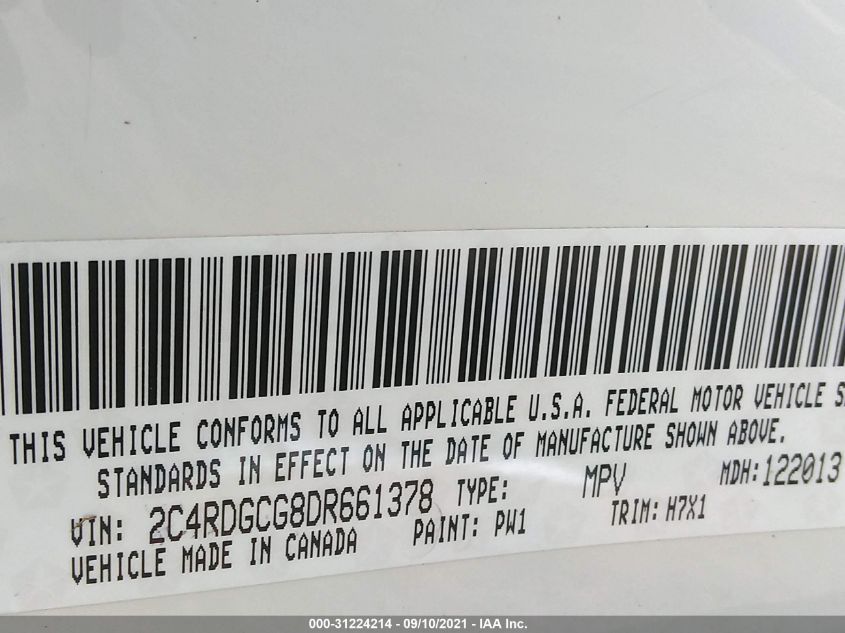 THIS VEHICLE CONFORMS TO ALL APPLICABLE U.S.A. FEDERAL MOTOR VEHICLE
STANDARDS IN EFFECT ON THE DATE OF MANUFACTURE SHOWN ABOVE.
VIN: 2C4RDGCG8DR661378 TYPE: MPV MDH:122013
VEHICLE MADE IN CANADA PAINT: PW1 TRIM: H7X1
000-31224214 - 09/10/2021 - IAA Inc.